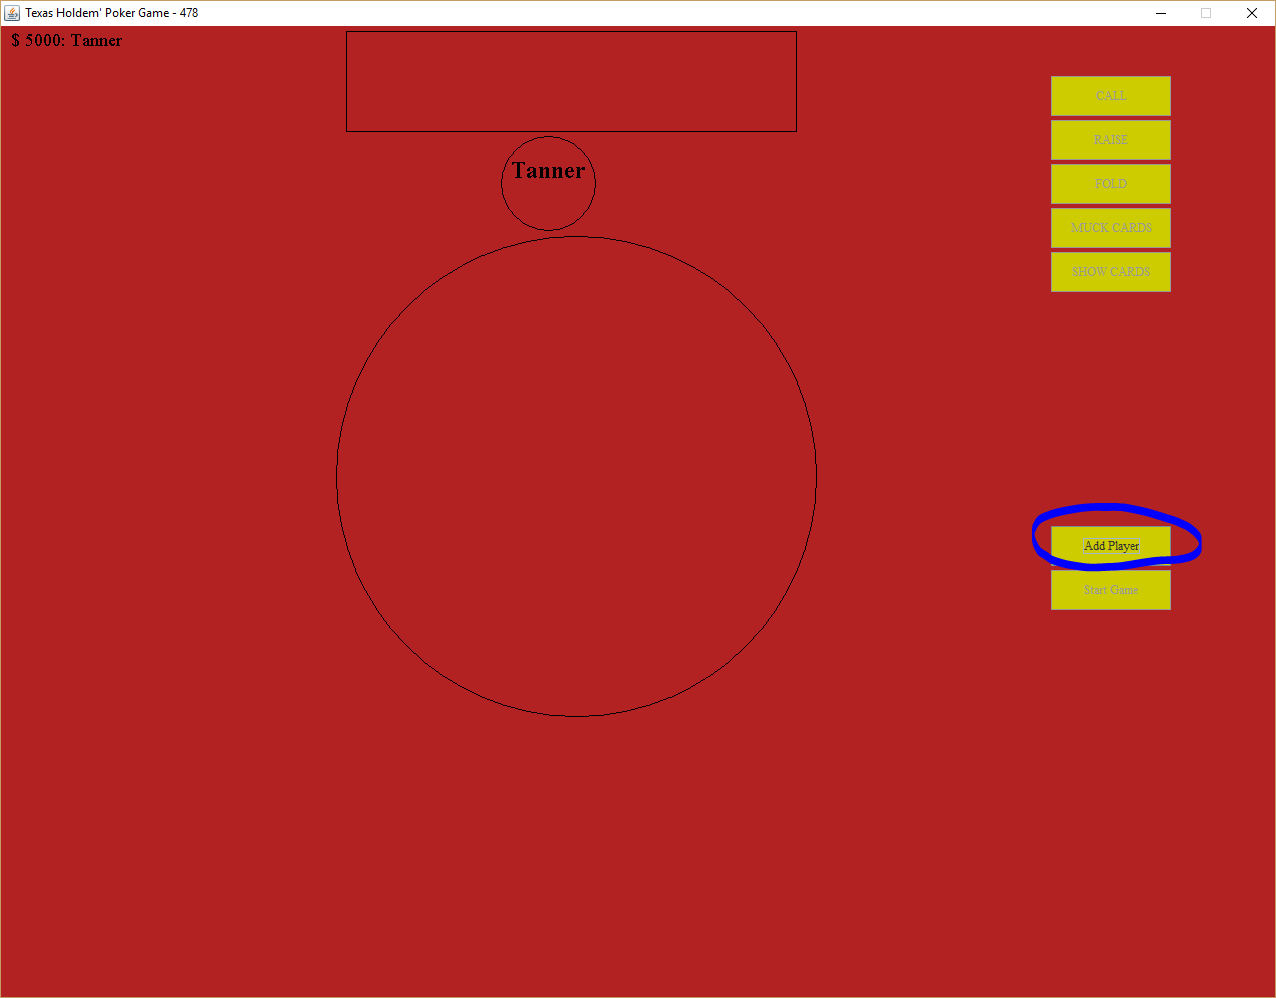 Texas Holdem' Poker Game - 478
$ 5000: Tanner
Tanner
CALL
RAISE
FOLD
MUCK CARDS
SHOW CARDS
Add Player
Start Game